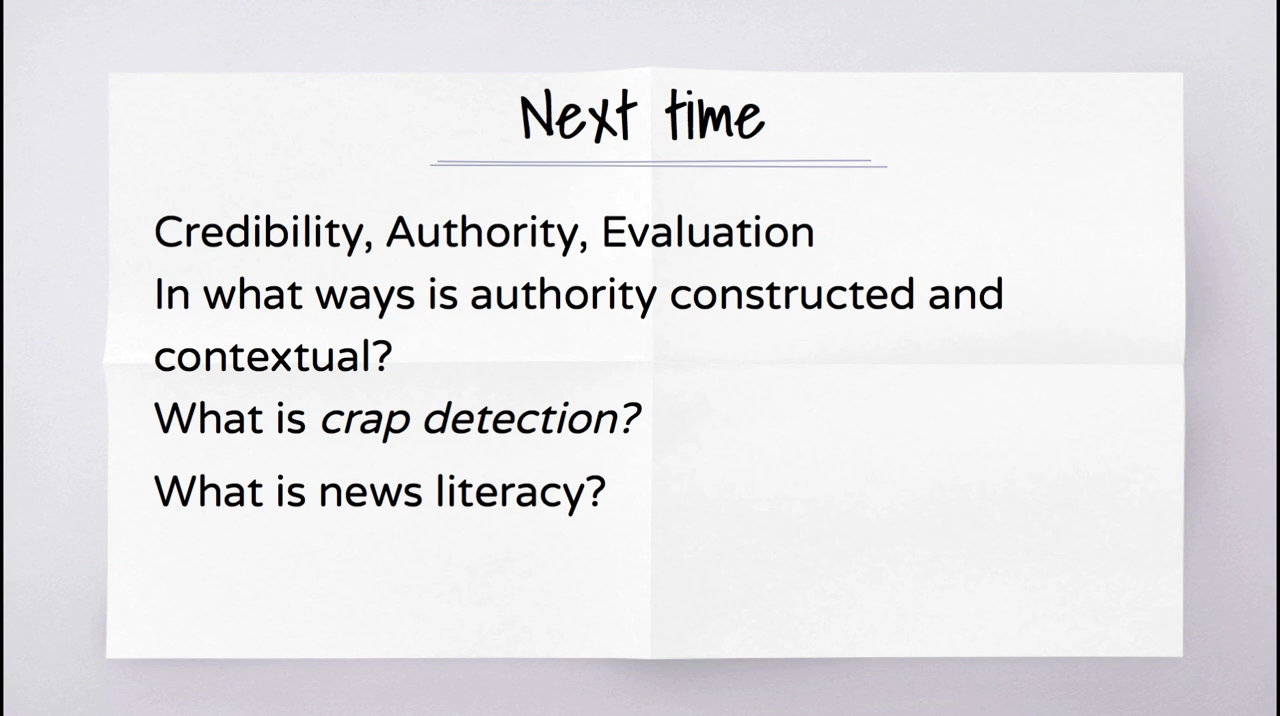 Next time
Credibility, Authority, Evaluation
In what ways is authority constructed and
contextual?
What is crap detection?
What is news literacy?